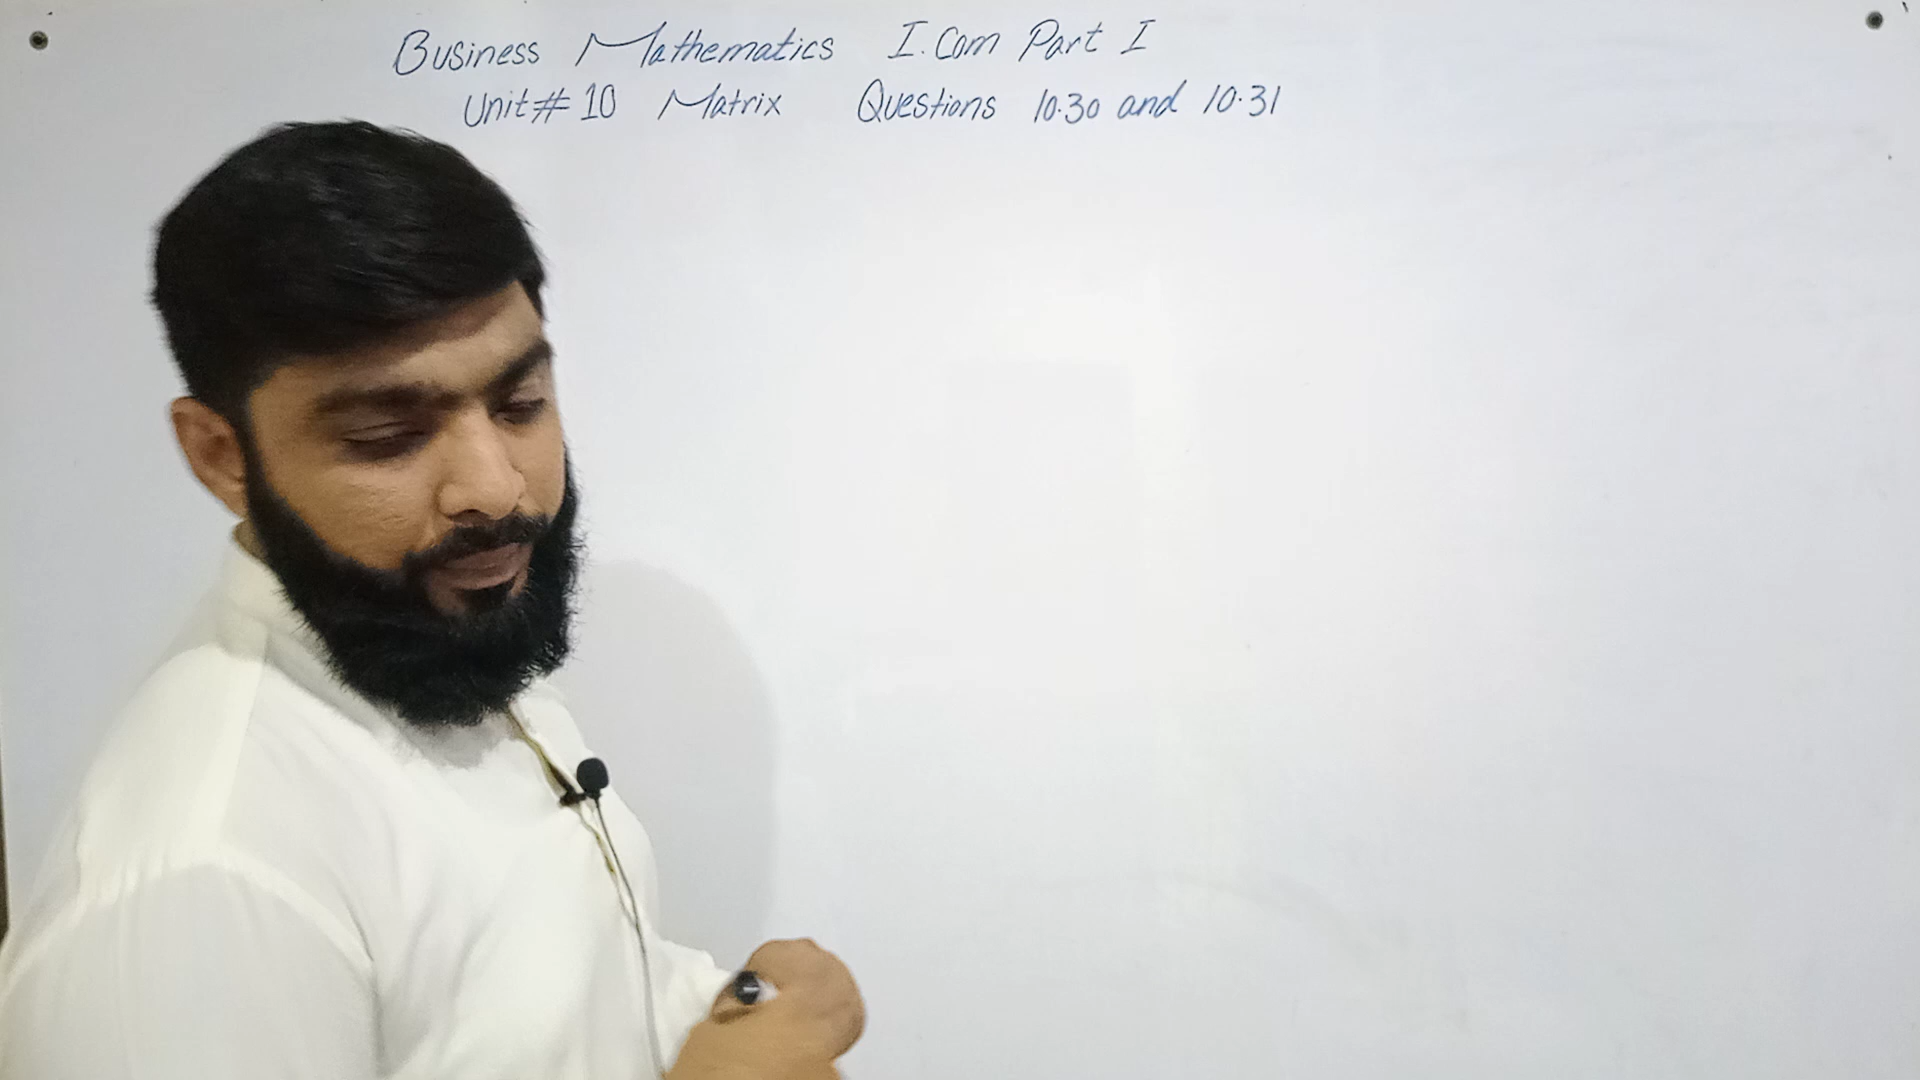 Business Mathematics I.Com Part I
Unit# 10 Matrix Questions 10.30 and 10.31